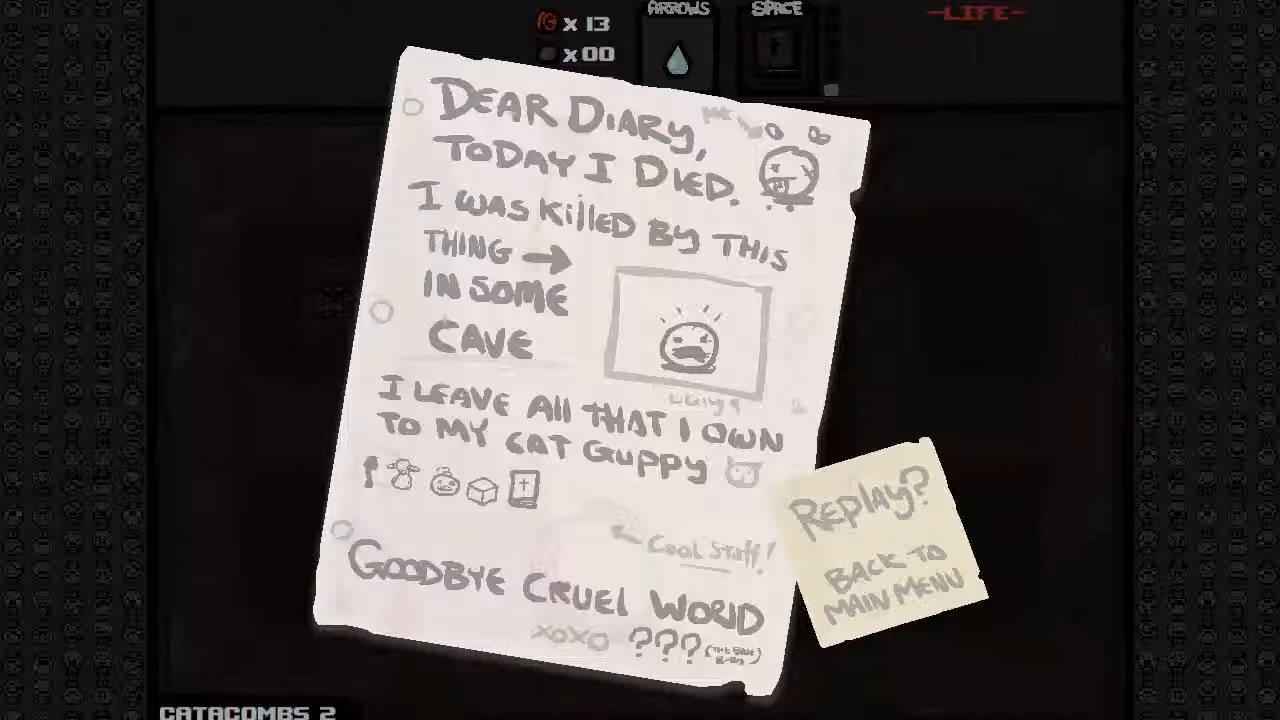 x 13
x00
ARROWS
SPACE
-LIFE-
DEAR DIARY,
TODAY I DIED.
I WAS KillED BY THIS
THING →
IN SOME
CAVE
I LEAVE All THAT I OWN
TO MY CAT GUPPY
← COOL STUFF!
GOODBYE CRUEL WORlD
XOXO ???
REPlAY?
BACK TO
MAIN MENU
CATACOMBS 2